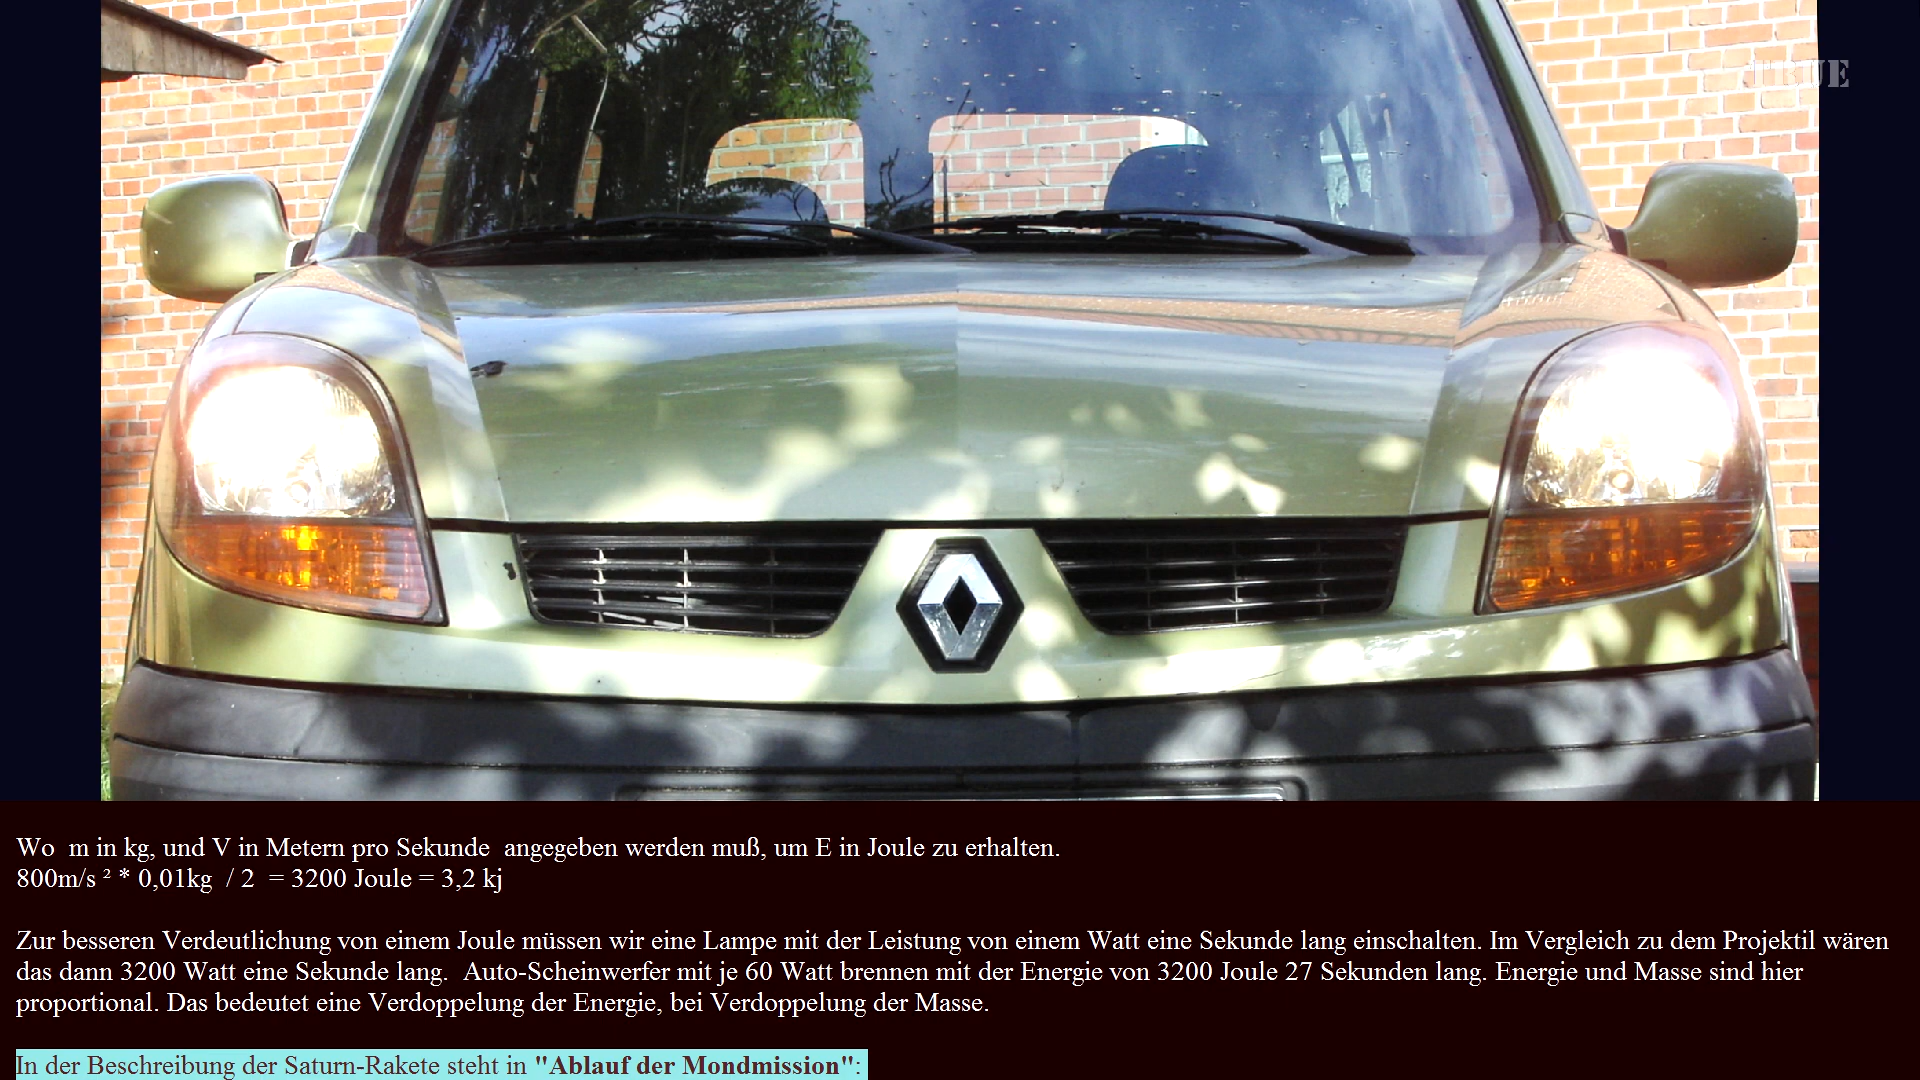 TRUE
Wo  m in kg, und V in Metern pro Sekunde  angegeben werden muß, um E in Joule zu erhalten.
800m/s ² * 0,01kg  / 2  = 3200 Joule = 3,2 kj
Zur besseren Verdeutlichung von einem Joule müssen wir eine Lampe mit der Leistung von einem Watt eine Sekunde lang einschalten. Im Vergleich zu dem Projektil wären
das dann 3200 Watt eine Sekunde lang.  Auto-Scheinwerfer mit je 60 Watt brennen mit der Energie von 3200 Joule 27 Sekunden lang. Energie und Masse sind hier
proportional. Das bedeutet eine Verdoppelung der Energie, bei Verdoppelung der Masse.
In der Beschreibung der Saturn-Rakete steht in "Ablauf der Mondmission":